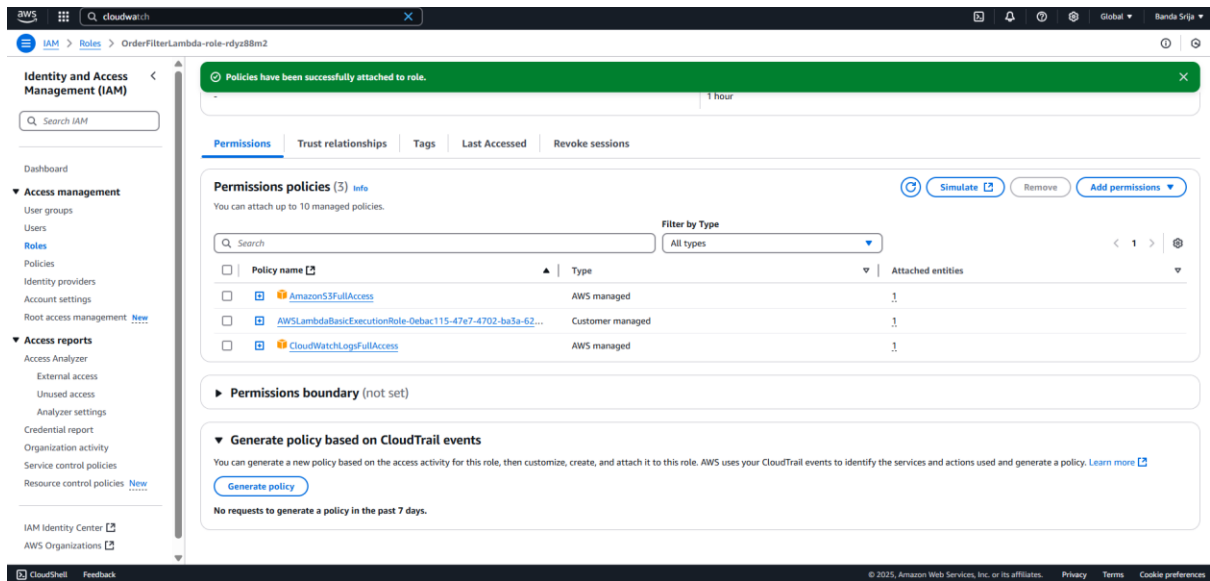 aws cloudwatch Global ▼ Banda Srija ▼
IAM > Roles > OrderFilterLambda-role-rdyz88m2
Identity and Access Management (IAM)
Search IAM
Dashboard
▼ Access management
User groups
Users
Roles
Policies
Identity providers
Account settings
Root access management New
▼ Access reports
Access Analyzer
External access
Unused access
Analyzer settings
Credential report
Organization activity
Service control policies
Resource control policies New
IAM Identity Center
AWS Organizations
Policies have been successfully attached to role.
- 1 hour
Permissions Trust relationships Tags Last Accessed Revoke sessions
Permissions policies (3) Info
Simulate Remove Add permissions ▼
You can attach up to 10 managed policies.
Filter by Type
Search All types < 1 >
Policy name Type Attached entities
AmazonS3FullAccess AWS managed 1
AWSLambdaBasicExecutionRole-0ebac115-47e7-4702-ba3a-62... Customer managed 1
CloudWatchLogsFullAccess AWS managed 1
▶ Permissions boundary (not set)
▼ Generate policy based on CloudTrail events
You can generate a new policy based on the access activity for this role, then customize, create, and attach it to this role. AWS uses your CloudTrail events to identify the services and actions used and generate a policy. Learn more
Generate policy
No requests to generate a policy in the past 7 days.
CloudShell Feedback © 2025, Amazon Web Services, Inc. or its affiliates. Privacy Terms Cookie preferences